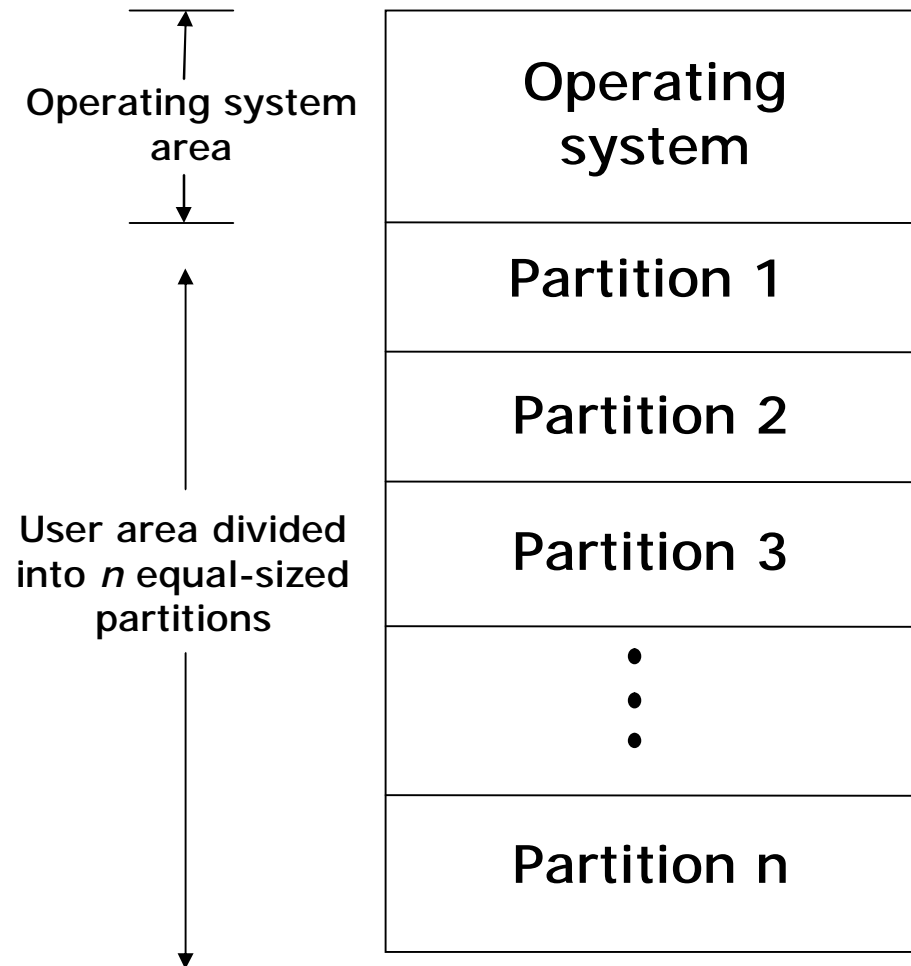 Operating system
area
Operating
system
Partition 1
Partition 2
User area divided
into n equal-sized
partitions
Partition 3
Partition n